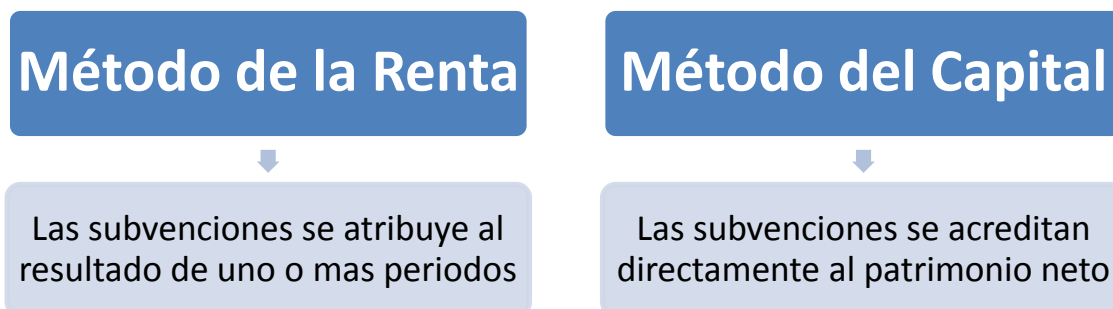 Método de la Renta
Las subvenciones se atribuye al
resultado de uno o mas periodos
Método del Capital
Las subvenciones se acreditan
directamente al patrimonio neto